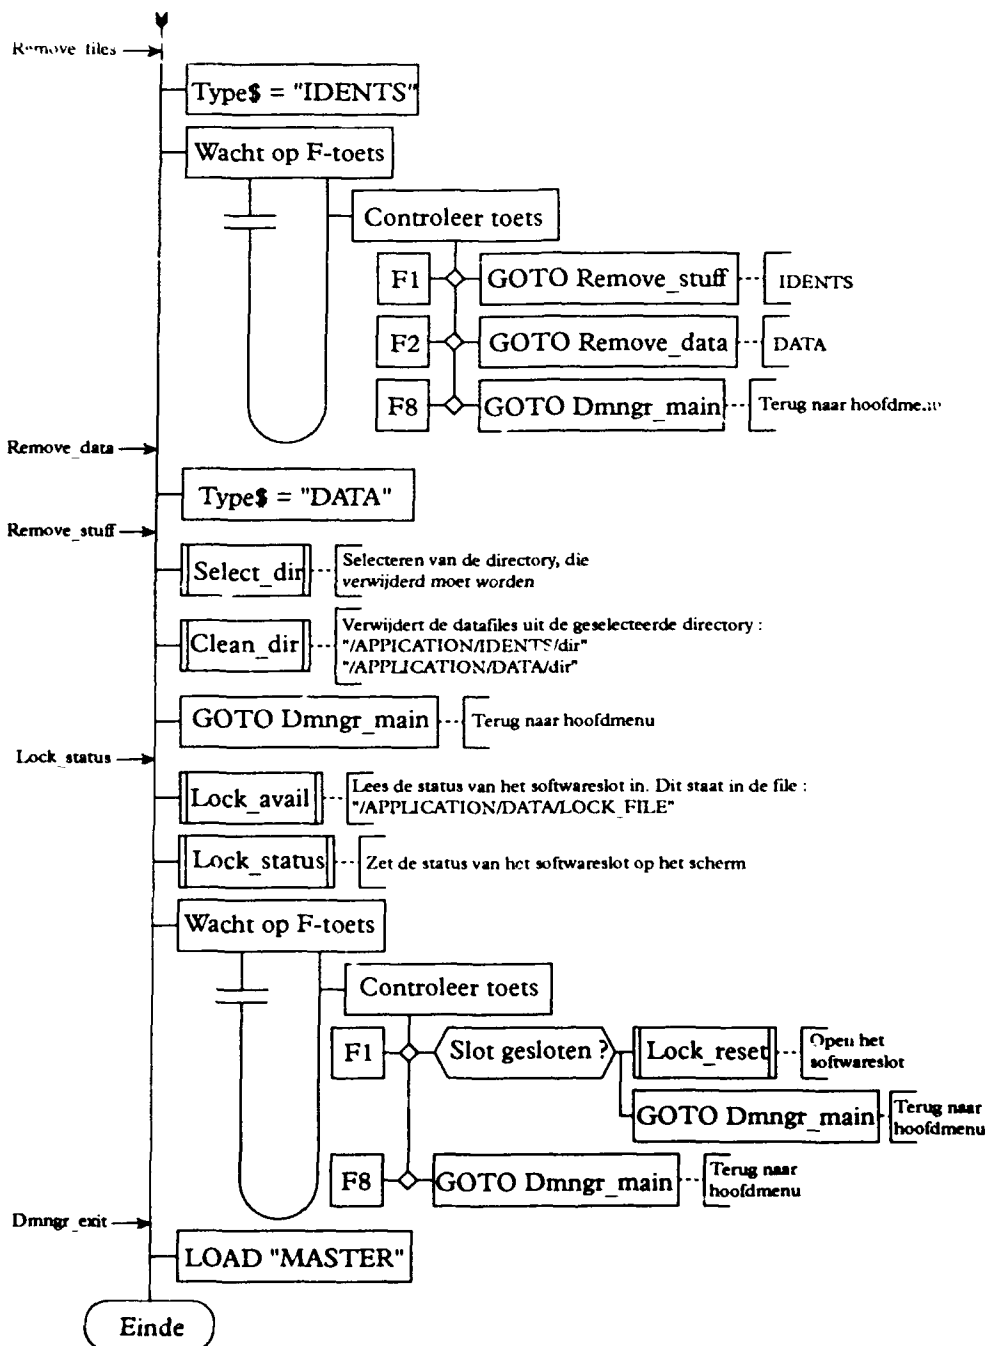 Remove_files
Type$ = "IDENTS"
Wacht op F-toets
Controleer toets
F1
GOTO Remove_stuff
IDENTS
F2
GOTO Remove_data
DATA
F8
GOTO Dmngr_main
Terug naar hoofdmenu
Remove_data
Type$ = "DATA"
Remove_stuff
Select_dir
Selecteren van de directory, die
verwijderd moet worden
Clean_dir
Verwijdert de datafiles uit de geselecteerde directory :
"/APPICATION/IDENTS/dir"
"/APPLICATION/DATA/dir"
GOTO Dmngr_main
Terug naar hoofdmenu
Lock_status
Lock_avail
Lees de status van het softwareslot in. Dit staat in de file :
"/APPLICATION/DATA/LOCK_FILE"
Lock_status
Zet de status van het softwareslot op het scherm
Wacht op F-toets
Controleer toets
F1
Slot gesloten ?
Lock_reset
Open het
softwareslot
GOTO Dmngr_main
Terug naar
hoofdmenu
F8
GOTO Dmngr_main
Terug naar
hoofdmenu
Dmngr_exit
LOAD "MASTER"
Einde